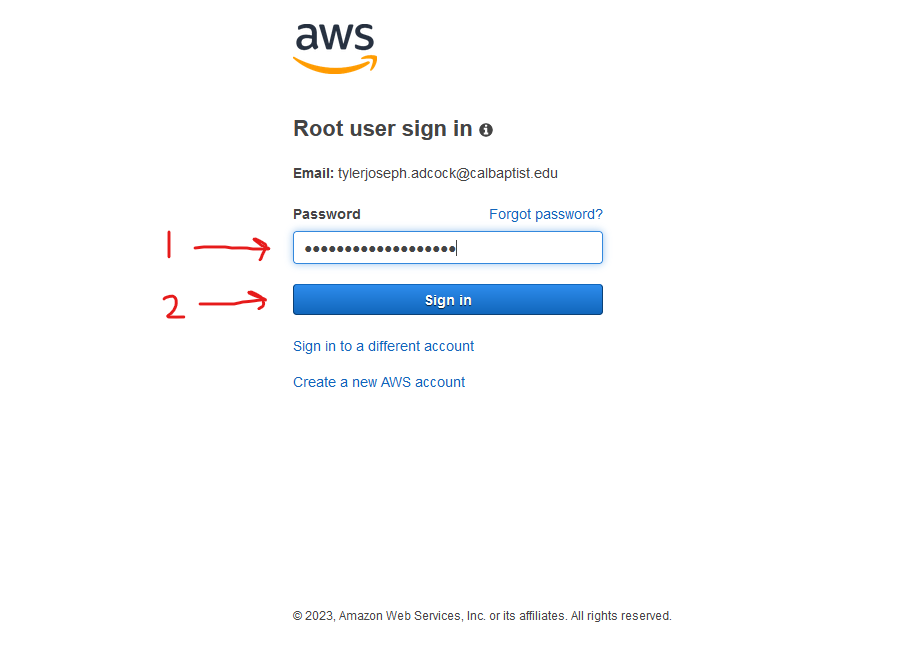 aws
Root user sign in
Email: tylerjoseph.adcock@calbaptist.edu
Password Forgot password?
1
•••••••••••••••••••
2
Sign in
Sign in to a different account
Create a new AWS account
© 2023, Amazon Web Services, Inc. or its affiliates. All rights reserved.